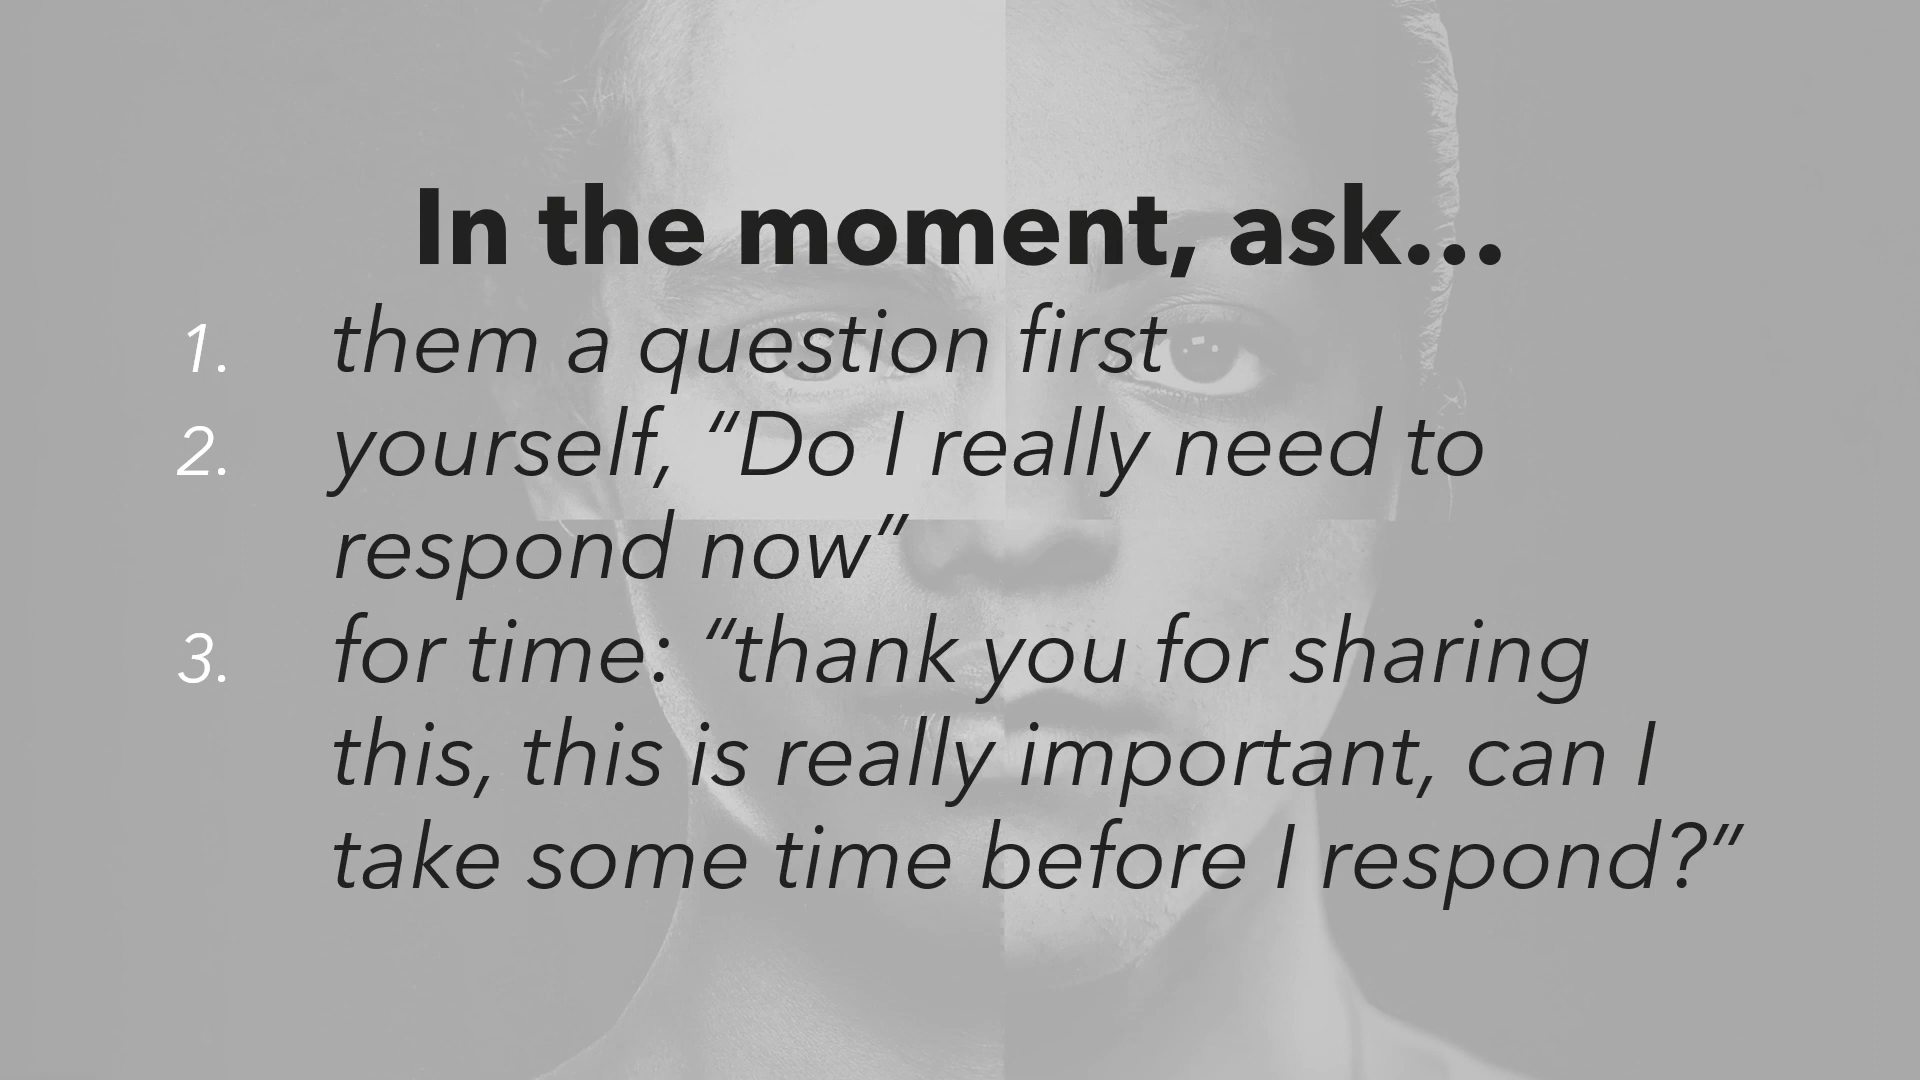 In the moment, ask…
1. them a question first
2. yourself, “Do I really need to
respond now”
3. for time: “thank you for sharing
this, this is really important, can I
take some time before I respond?”